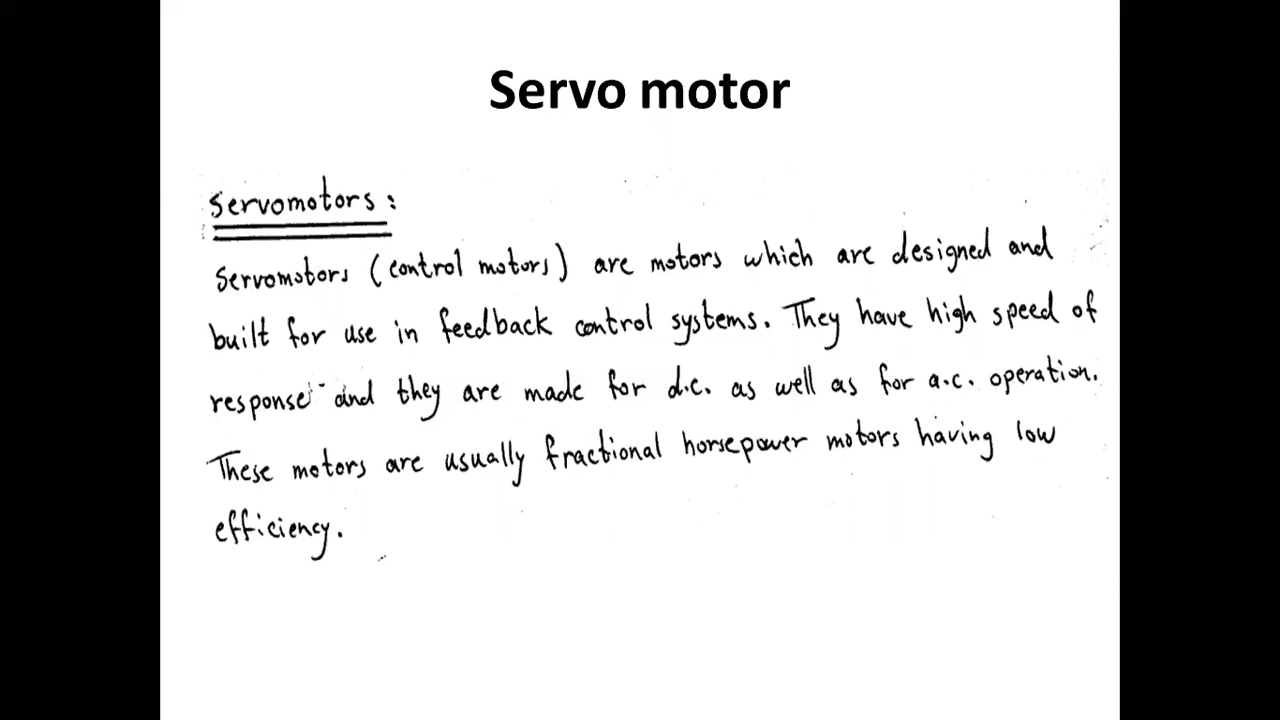 Servo motor
Servomotors:
Servomotors (control motors) are motors which are designed and
built for use in feedback control systems. They have high speed of
response and they are made for d.c. as well as for a.c. operation.
These motors are usually fractional horsepower motors having low
efficiency.